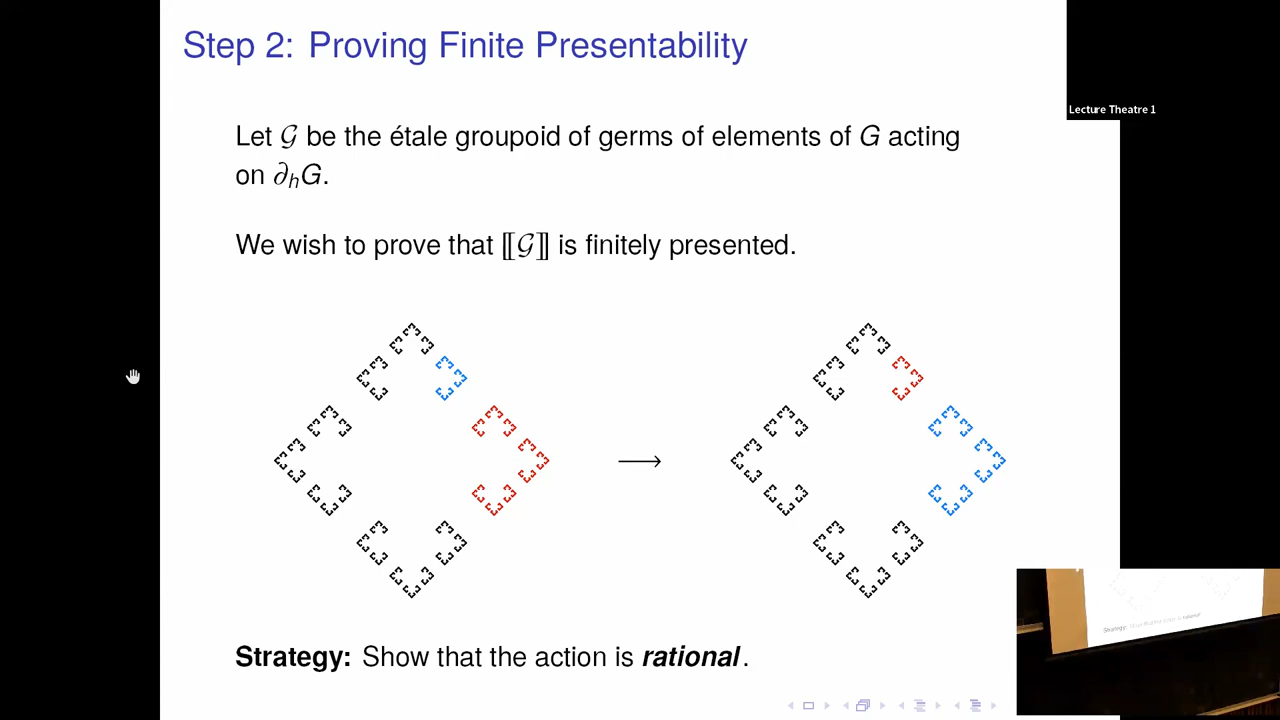 Step 2: Proving Finite Presentability
Lecture Theatre 1
Let 𝒢 be the étale groupoid of germs of elements of G acting
on ∂ₕG.
We wish to prove that ⟦𝒢⟧ is finitely presented.
Strategy: Show that the action is rational.